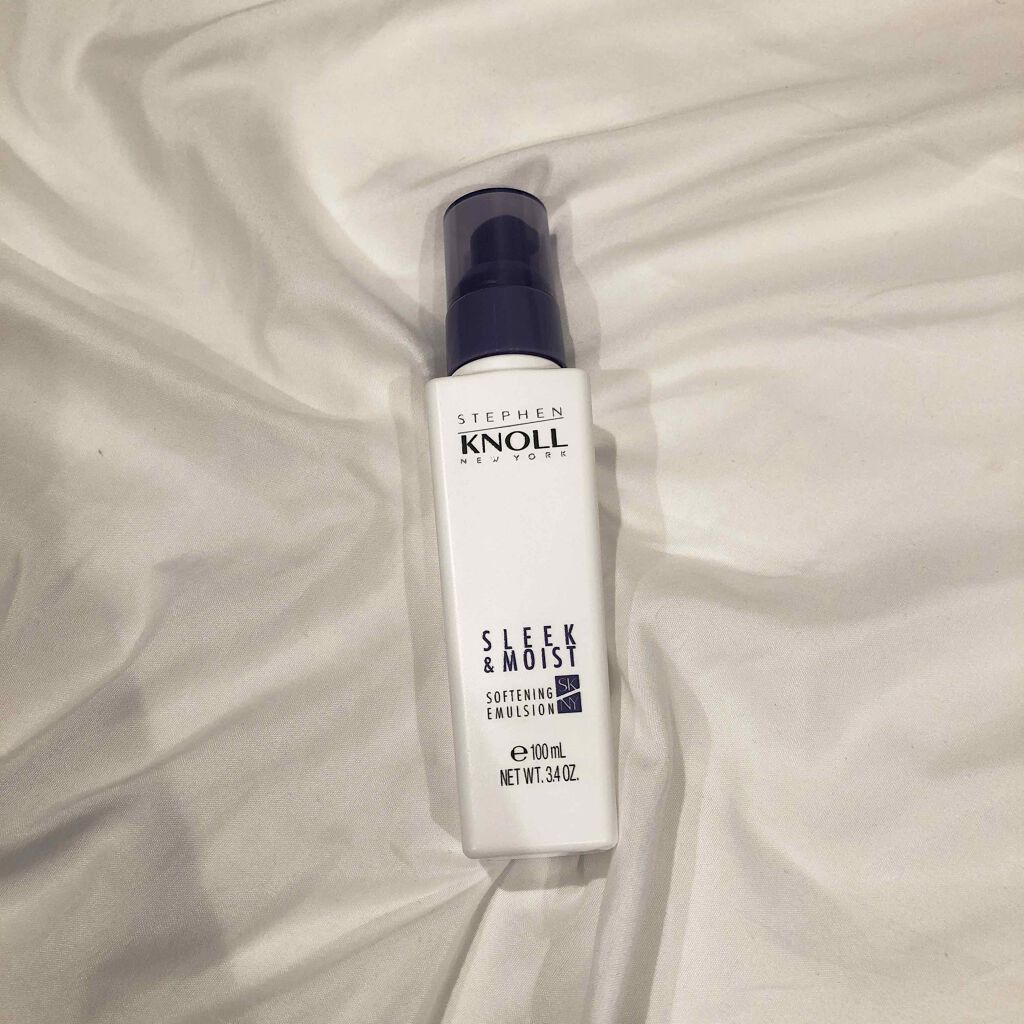 STEPHEN
KNOLL
NEW YORK
SLEEK
& MOIST
SOFTENING
EMULSION
SK
NY
℮ 100 mL
NET WT. 3.4 OZ.